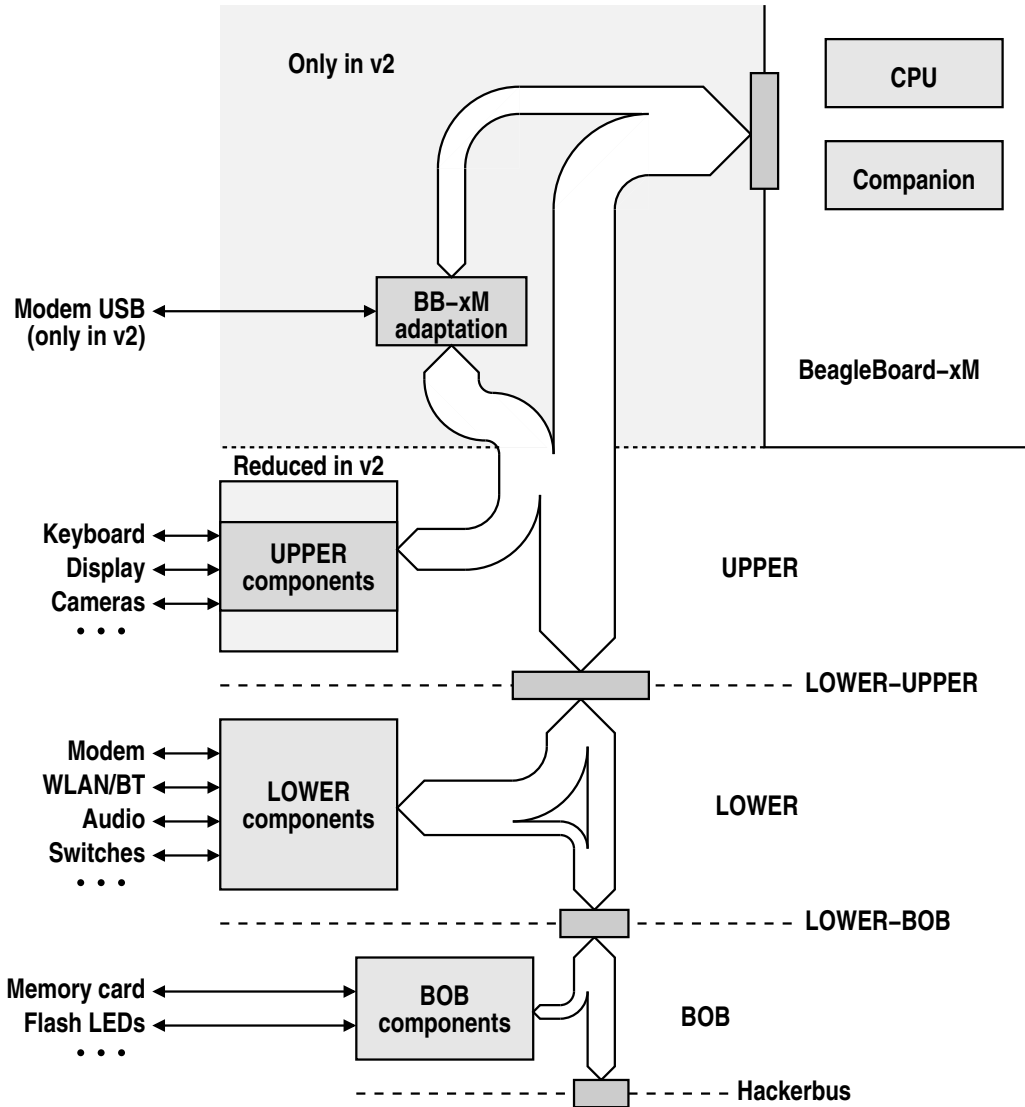 Only in v2
CPU
Companion
BB−xM
adaptation
Modem USB
(only in v2)
BeagleBoard−xM
Reduced in v2
Keyboard
Display
Cameras
• • •
UPPER
components
UPPER
LOWER−UPPER
Modem
WLAN/BT
Audio
Switches
• • •
LOWER
components
LOWER
LOWER−BOB
Memory card
Flash LEDs
• • •
BOB
components
BOB
Hackerbus